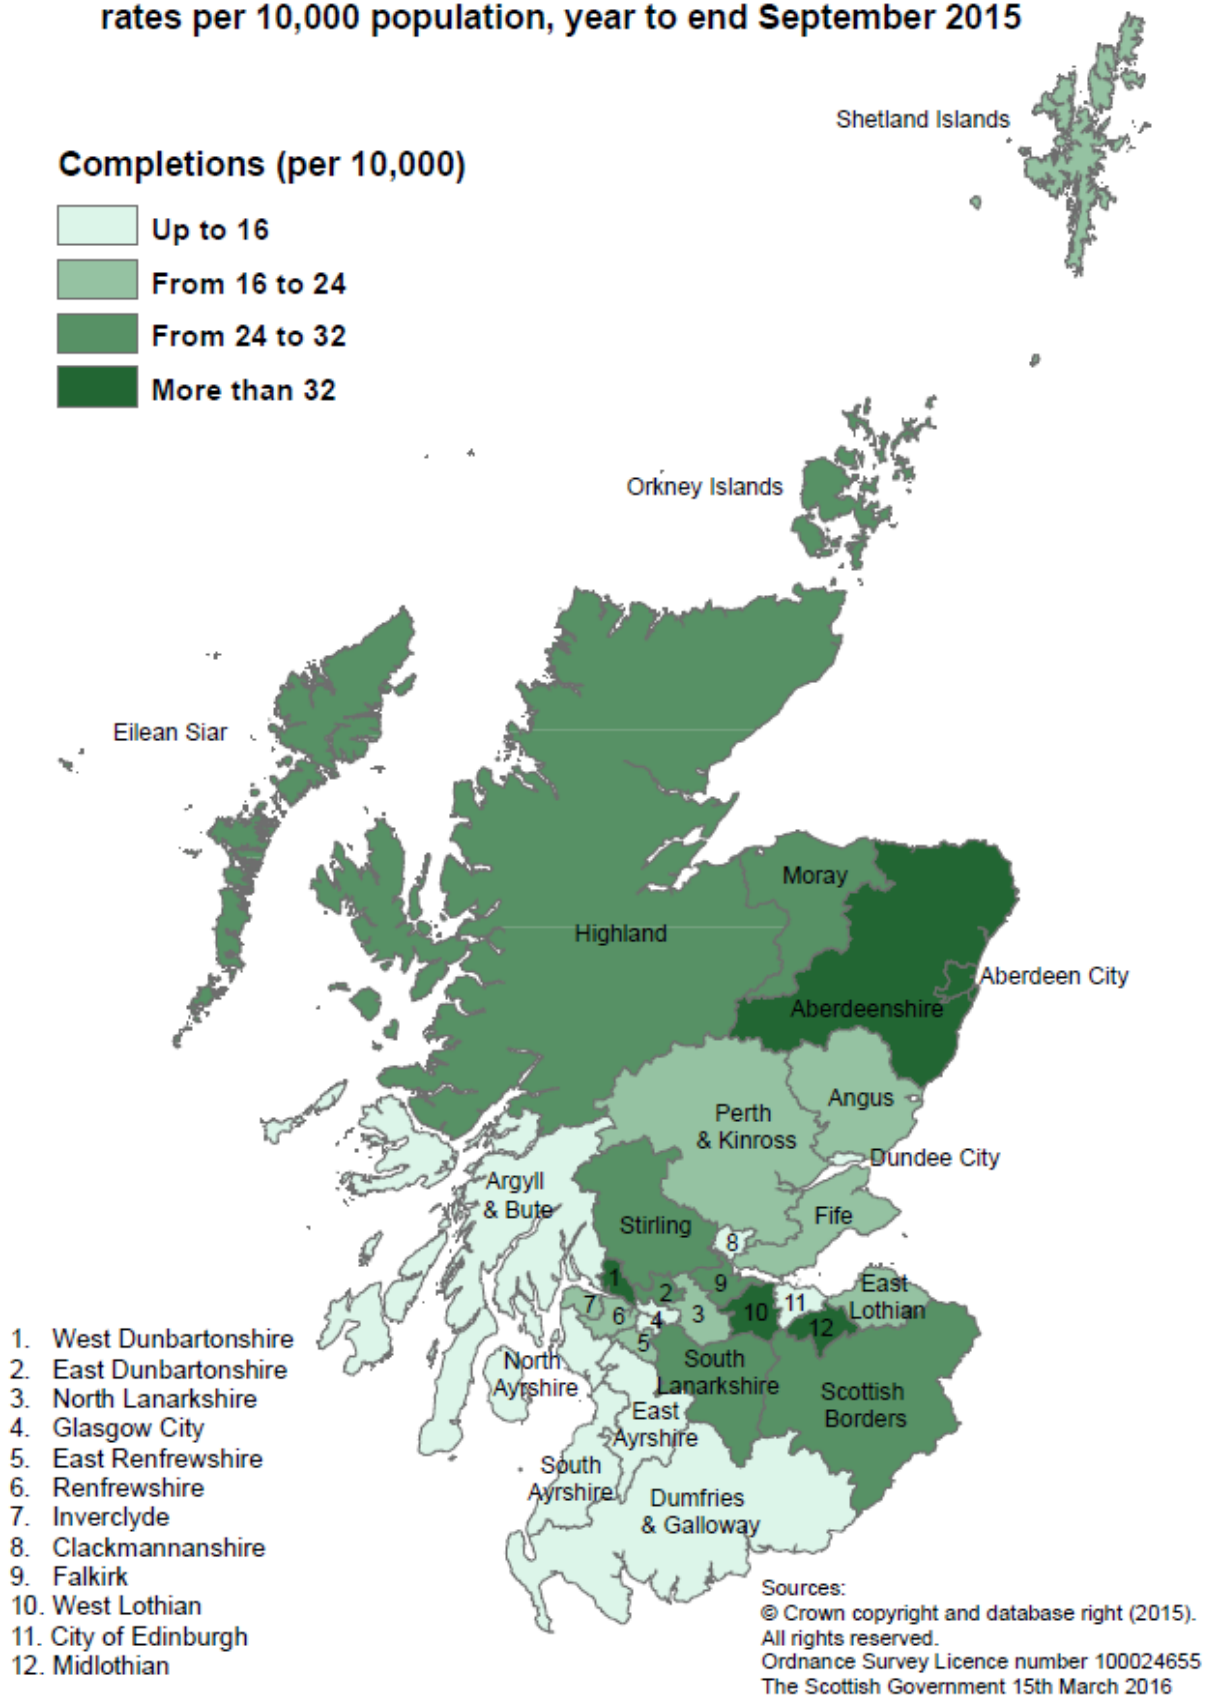 rates per 10,000 population, year to end September 2015
Shetland Islands
Completions (per 10,000)
Up to 16
From 16 to 24
From 24 to 32
More than 32
Orkney Islands
Eilean Siar
Moray
Highland
Aberdeen City
Aberdeenshire
Angus
Perth
& Kinross
Dundee City
Argyll
& Bute
Fife
Stirling
8
1
2
9
East
Lothian
7
6
4
3
10
11
12
5
North
Ayrshire
South
Lanarkshire
Scottish
Borders
East
Ayrshire
South
Ayrshire
Dumfries
& Galloway
1. West Dunbartonshire
2. East Dunbartonshire
3. North Lanarkshire
4. Glasgow City
5. East Renfrewshire
6. Renfrewshire
7. Inverclyde
8. Clackmannanshire
9. Falkirk
10. West Lothian
11. City of Edinburgh
12. Midlothian
Sources:
© Crown copyright and database right (2015).
All rights reserved.
Ordnance Survey Licence number 100024655
The Scottish Government 15th March 2016